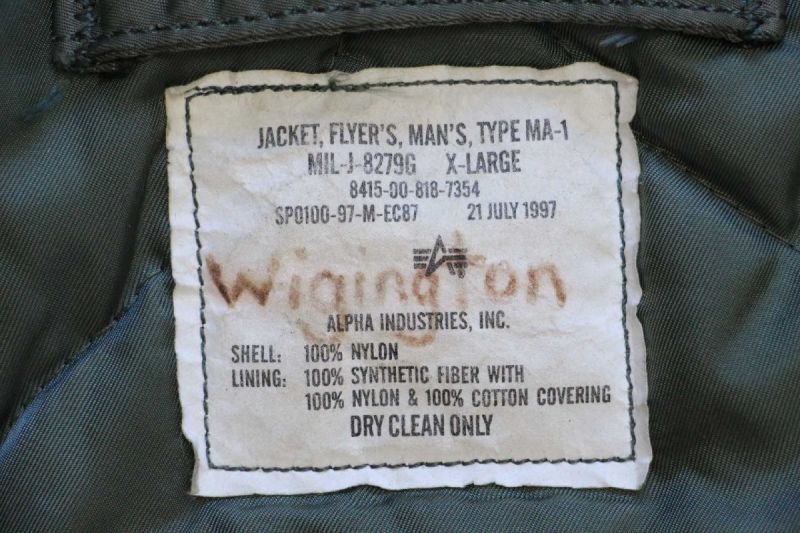 JACKET, FLYER'S, MAN'S, TYPE MA-1
MIL-J-8279G X-LARGE
8415-00-818-7354
SP0100-97-M-EC87 21 JULY 1997
Wigington
ALPHA INDUSTRIES, INC.
SHELL: 100% NYLON
LINING: 100% SYNTHETIC FIBER WITH
100% NYLON & 100% COTTON COVERING
DRY CLEAN ONLY